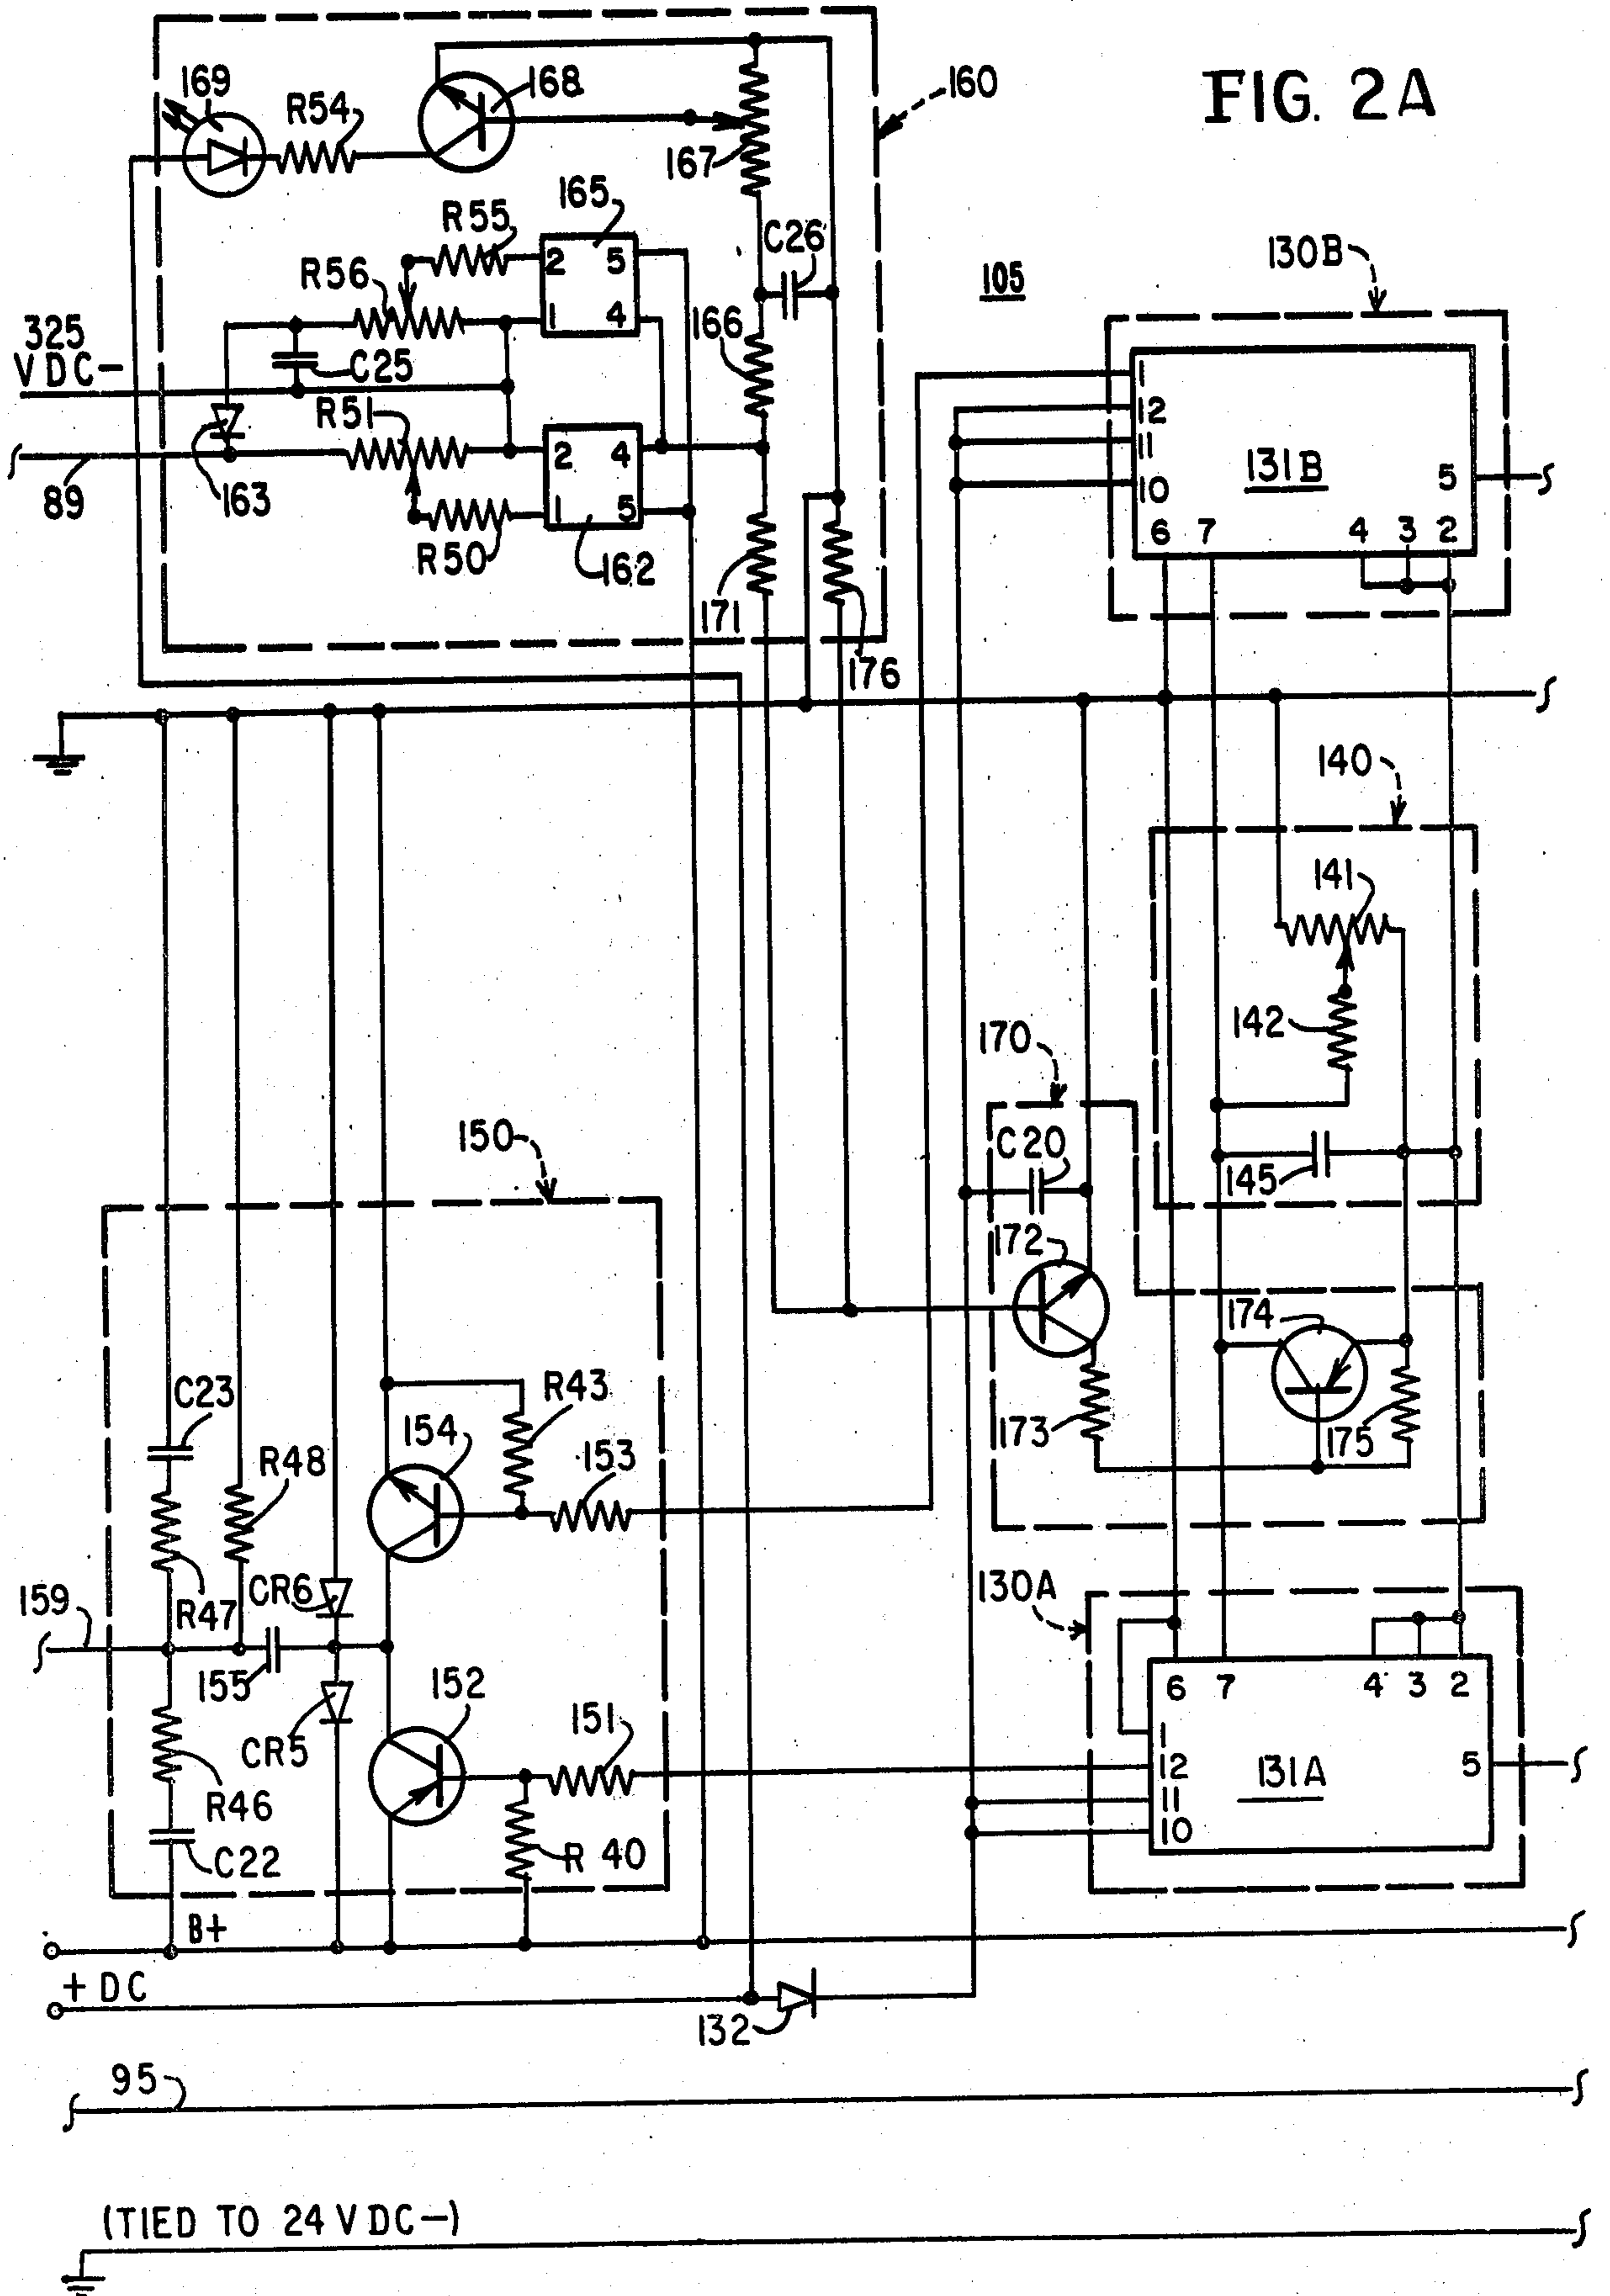 FIG. 2A
169
R54
168
160
167
R55
165
2 5
1 4
R56
C25
C26
166
325
VDC-
R51
89
163
R50
2 4
1 5
162
171
176
105
130B
1
12
11
10
131B
5
6 7 4 3 2
140
141
142
145
170
C20
172
174
173
175
150
C23
R48
154
R43
153
159
R47
CR6
155
CR5
152
151
R46
C22
R 40
130A
6 7 4 3 2
1
12
11
10
131A
5
B+
+DC
132
95
(TIED TO 24 VDC-)